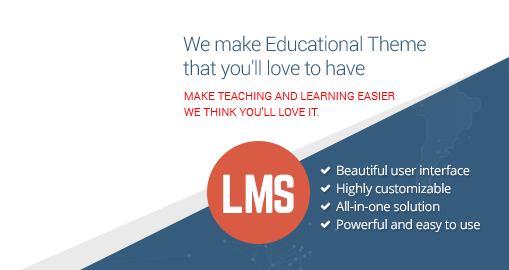 We make Educational Theme
that you'll love to have
MAKE TEACHING AND LEARNING EASIER
WE THINK YOU'LL LOVE IT.
LMS
Beautiful user interface
Highly customizable
All-in-one solution
Powerful and easy to use